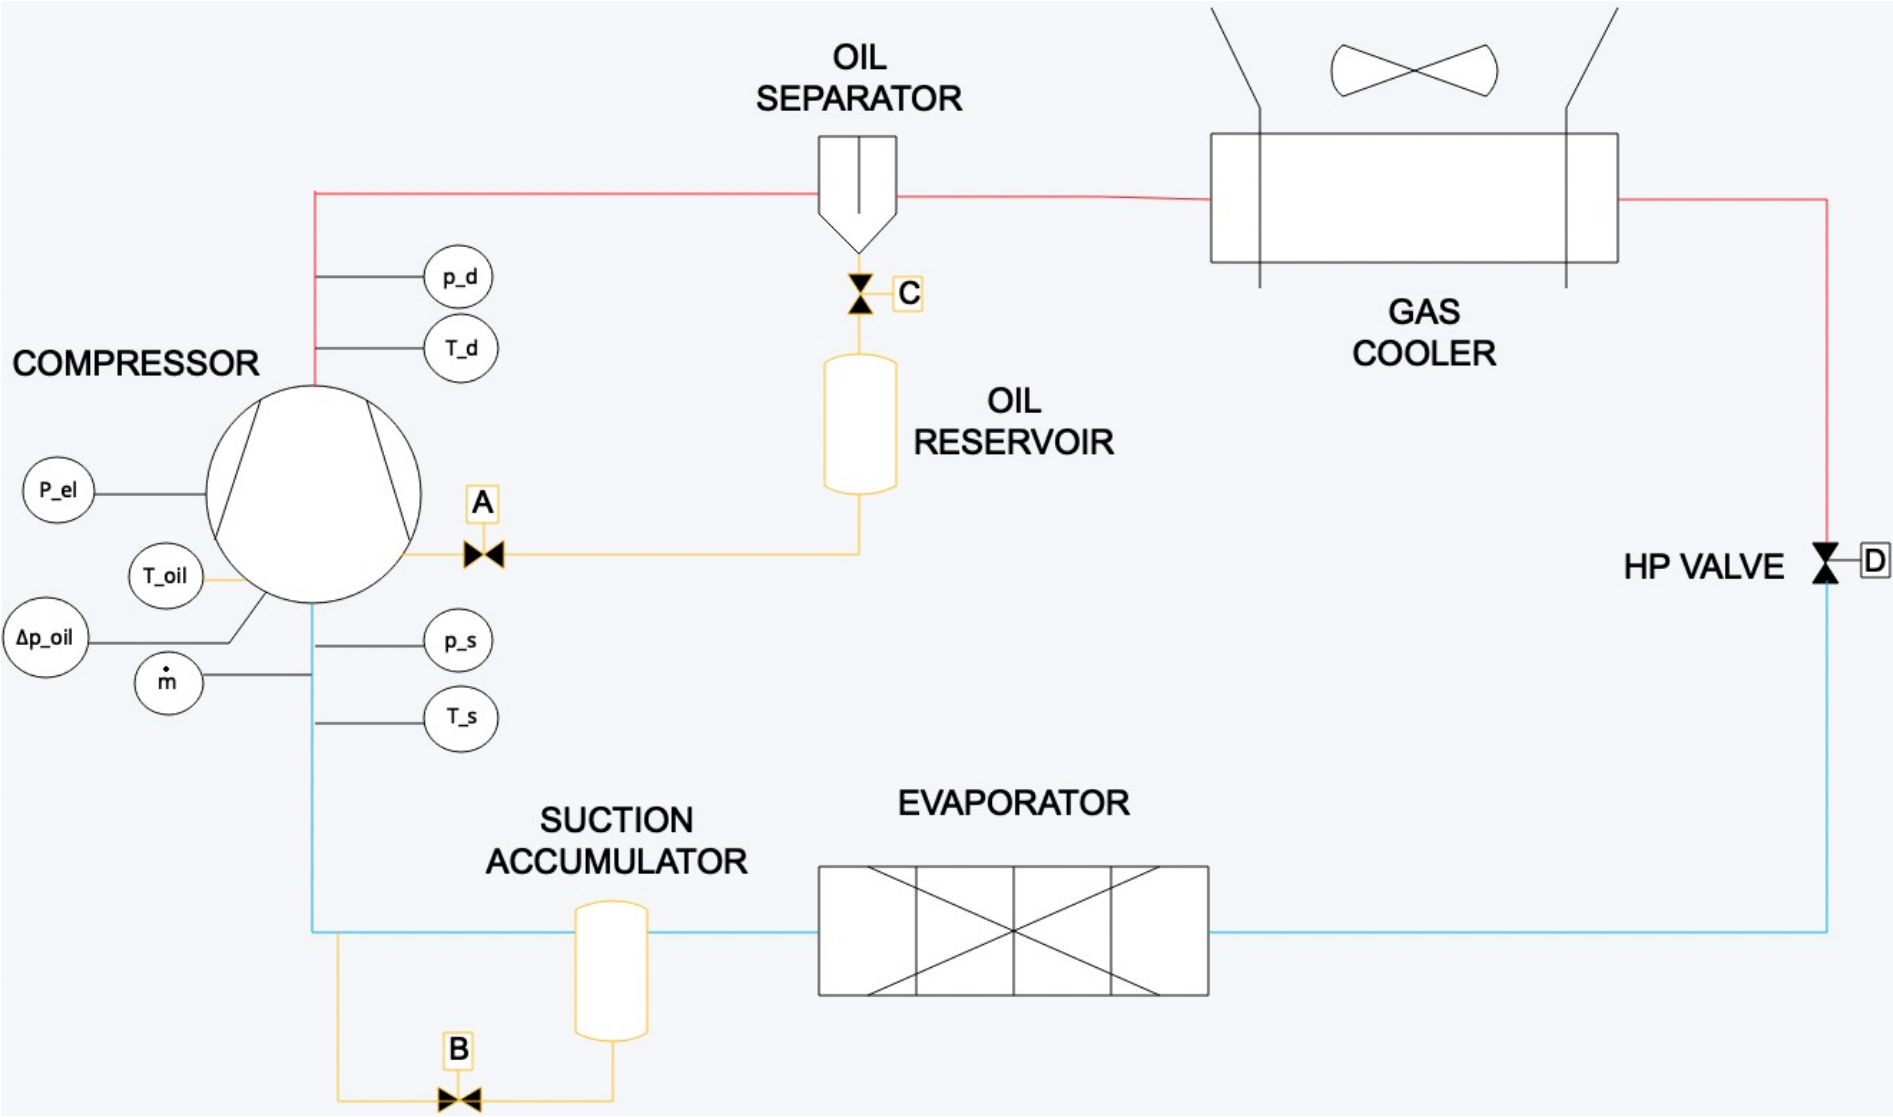 OIL
SEPARATOR
p_d
T_d
C
COMPRESSOR
GAS
COOLER
OIL
RESERVOIR
P_el
A
T_oil
HP VALVE
D
Δp_oil
p_s
ṁ
T_s
SUCTION
ACCUMULATOR
EVAPORATOR
B